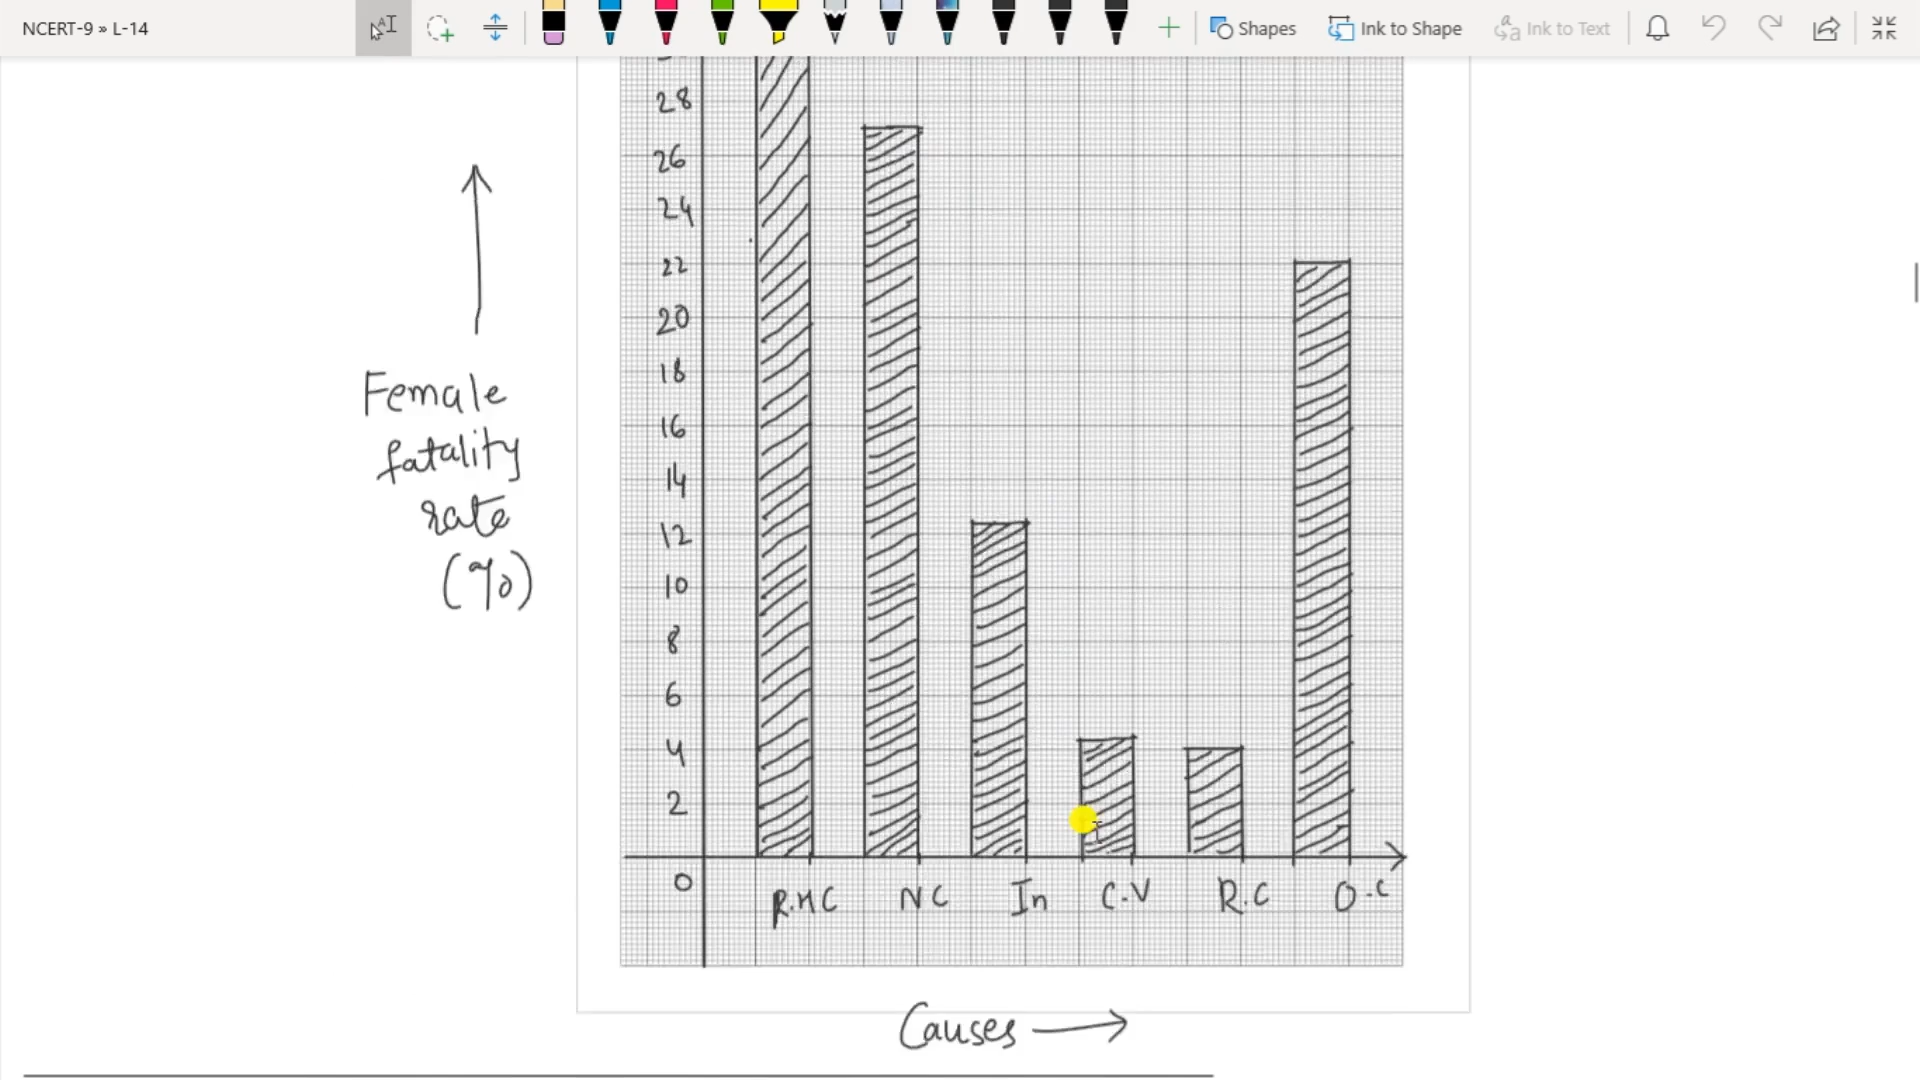 NCERT-9 » L-14
Shapes
Ink to Shape
Ink to Text
28
26
24
22
20
18
16
14
12
10
8
6
4
2
0
Female
fatality
rate
(%)
R.H.C
NC
In
C.V
R.C
O.C
Causes